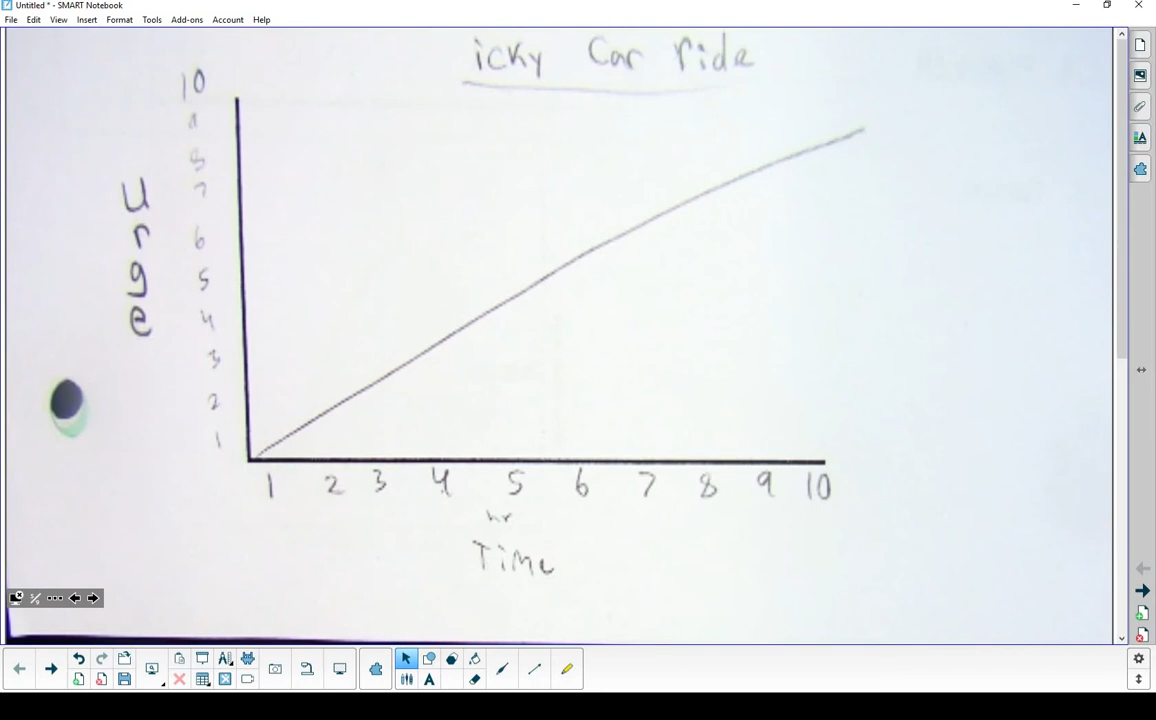 Untitled * - SMART Notebook
File Edit View Insert Format Tools Add-ons Account Help
icky Car ride
10
9
8
7
6
5
4
3
2
1
Urge
1 2 3 4 5 6 7 8 9 10
hr
Time